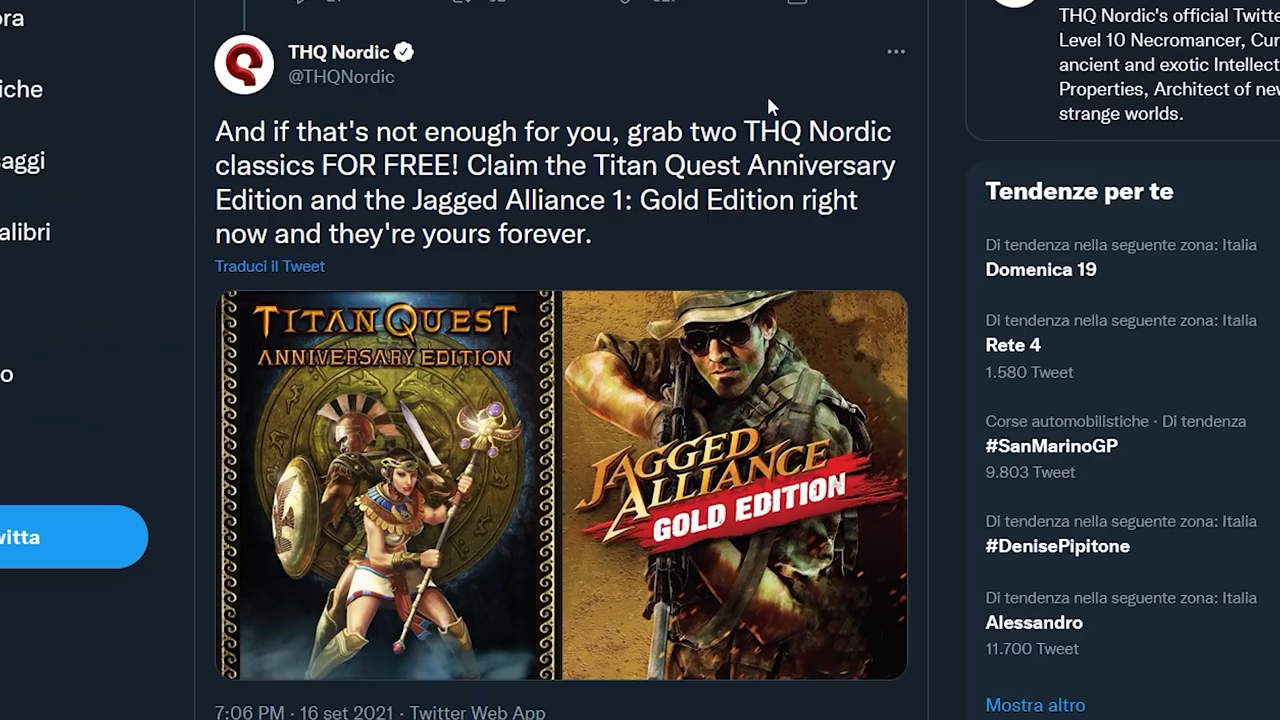 ora
iche
saggi
alibri
o
witta
THQ Nordic
@THQNordic
And if that's not enough for you, grab two THQ Nordic
classics FOR FREE! Claim the Titan Quest Anniversary
Edition and the Jagged Alliance 1: Gold Edition right
now and they're yours forever.
Traduci il Tweet
TITAN QUEST
ANNIVERSARY EDITION
JAGGED
ALLIANCE
GOLD EDITION
7:06 PM · 16 set 2021 · Twitter Web App
THQ Nordic's official Twitte
Level 10 Necromancer, Cur
ancient and exotic Intellect
Properties, Architect of new
strange worlds.
Tendenze per te
Di tendenza nella seguente zona: Italia
Domenica 19
Di tendenza nella seguente zona: Italia
Rete 4
1.580 Tweet
Corse automobilistiche · Di tendenza
#SanMarinoGP
9.803 Tweet
Di tendenza nella seguente zona: Italia
#DenisePipitone
Di tendenza nella seguente zona: Italia
Alessandro
11.700 Tweet
Mostra altro